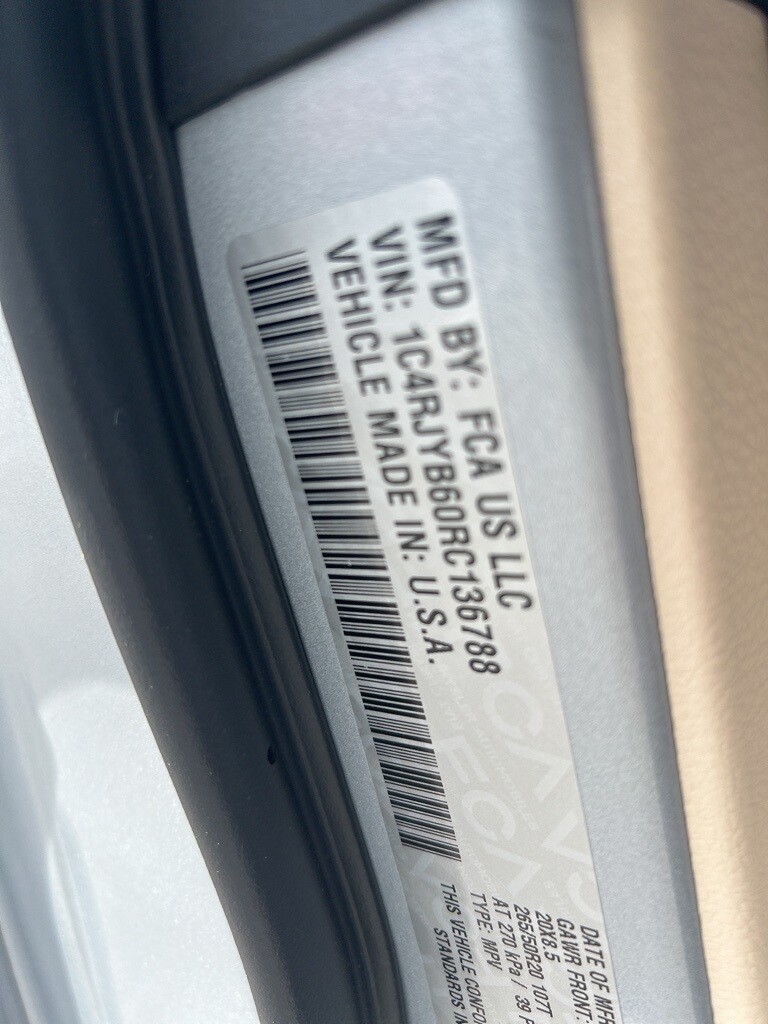 MFD BY: FCA US LLC
VIN: 1C4RJYB60RC136788
VEHICLE MADE IN: U.S.A.
DATE OF MFR
GAWR FRONT:
20X8.5
265/50R20 107T
AT 270 kPa / 39 P
TYPE: MPV
THIS VEHICLE CONFO
STANDARDS IN
FCA